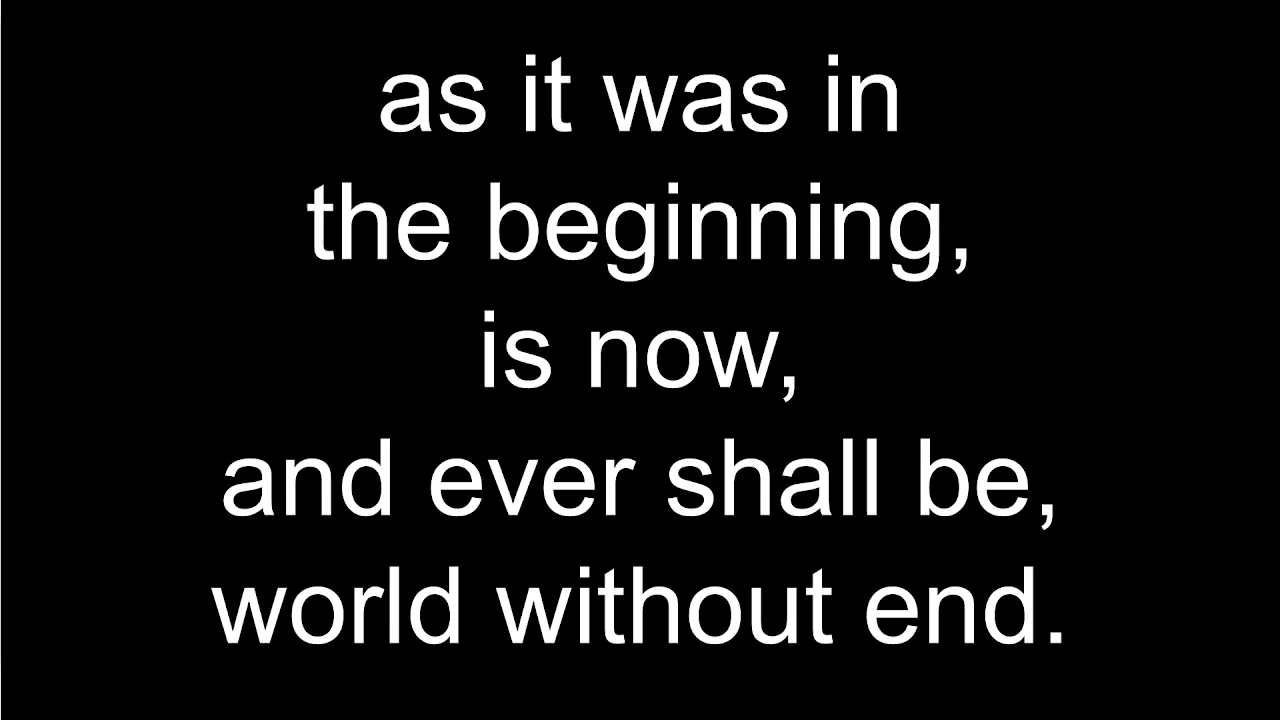 as it was in
the beginning,
is now,
and ever shall be,
world without end.